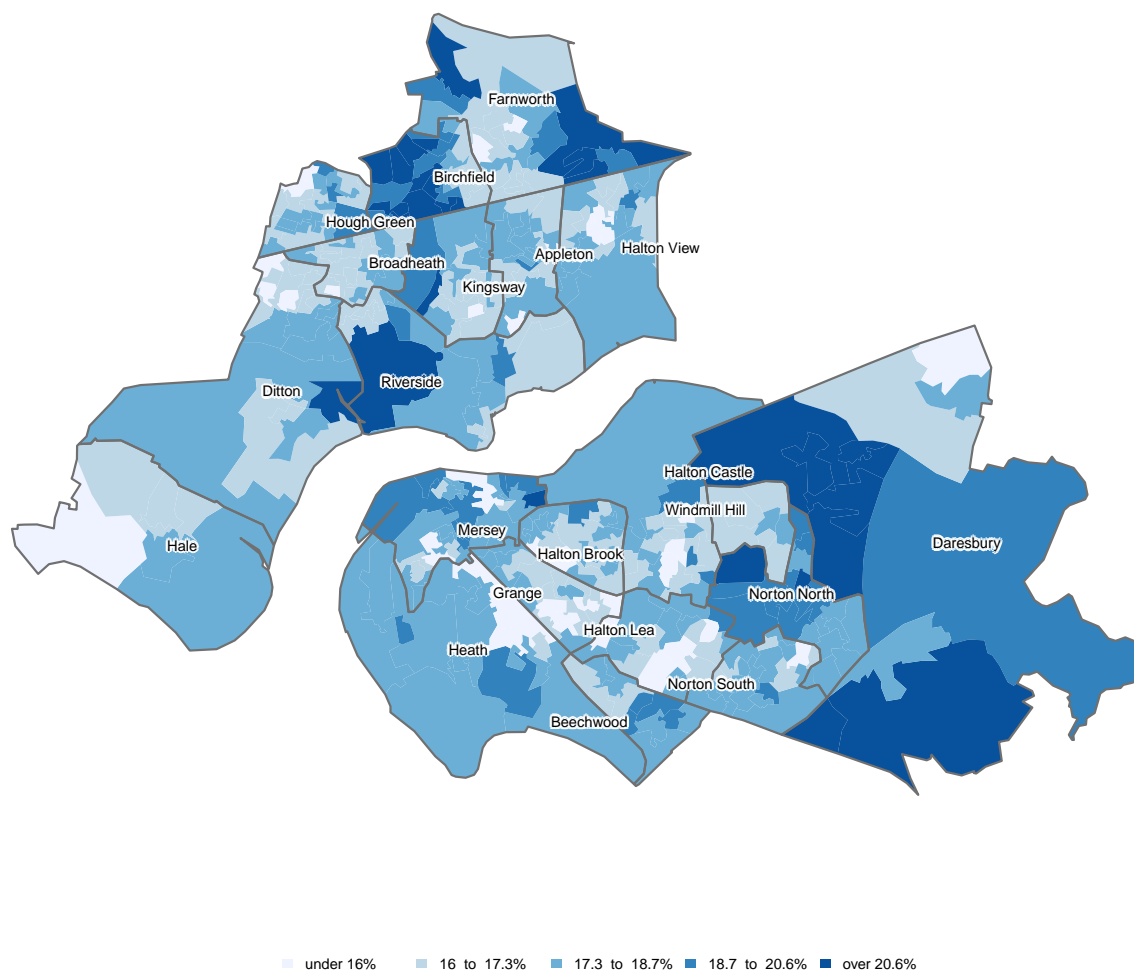 Farnworth
Birchfield
Hough Green
Halton View
Appleton
Broadheath
Kingsway
Riverside
Ditton
Halton Castle
Windmill Hill
Mersey
Daresbury
Hale
Halton Brook
Grange
Norton North
Halton Lea
Heath
Norton South
Beechwood
under 16% 16 to 17.3% 17.3 to 18.7% 18.7 to 20.6% over 20.6%